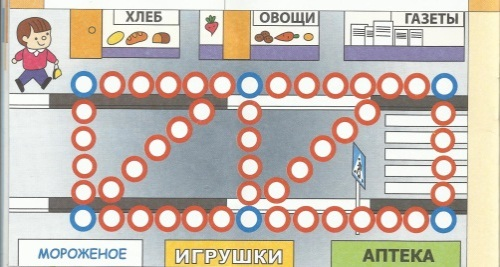 ХЛЕБ
ОВОЩИ
ГАЗЕТЫ
МОРОЖЕНОЕ
ИГРУШКИ
АПТЕКА